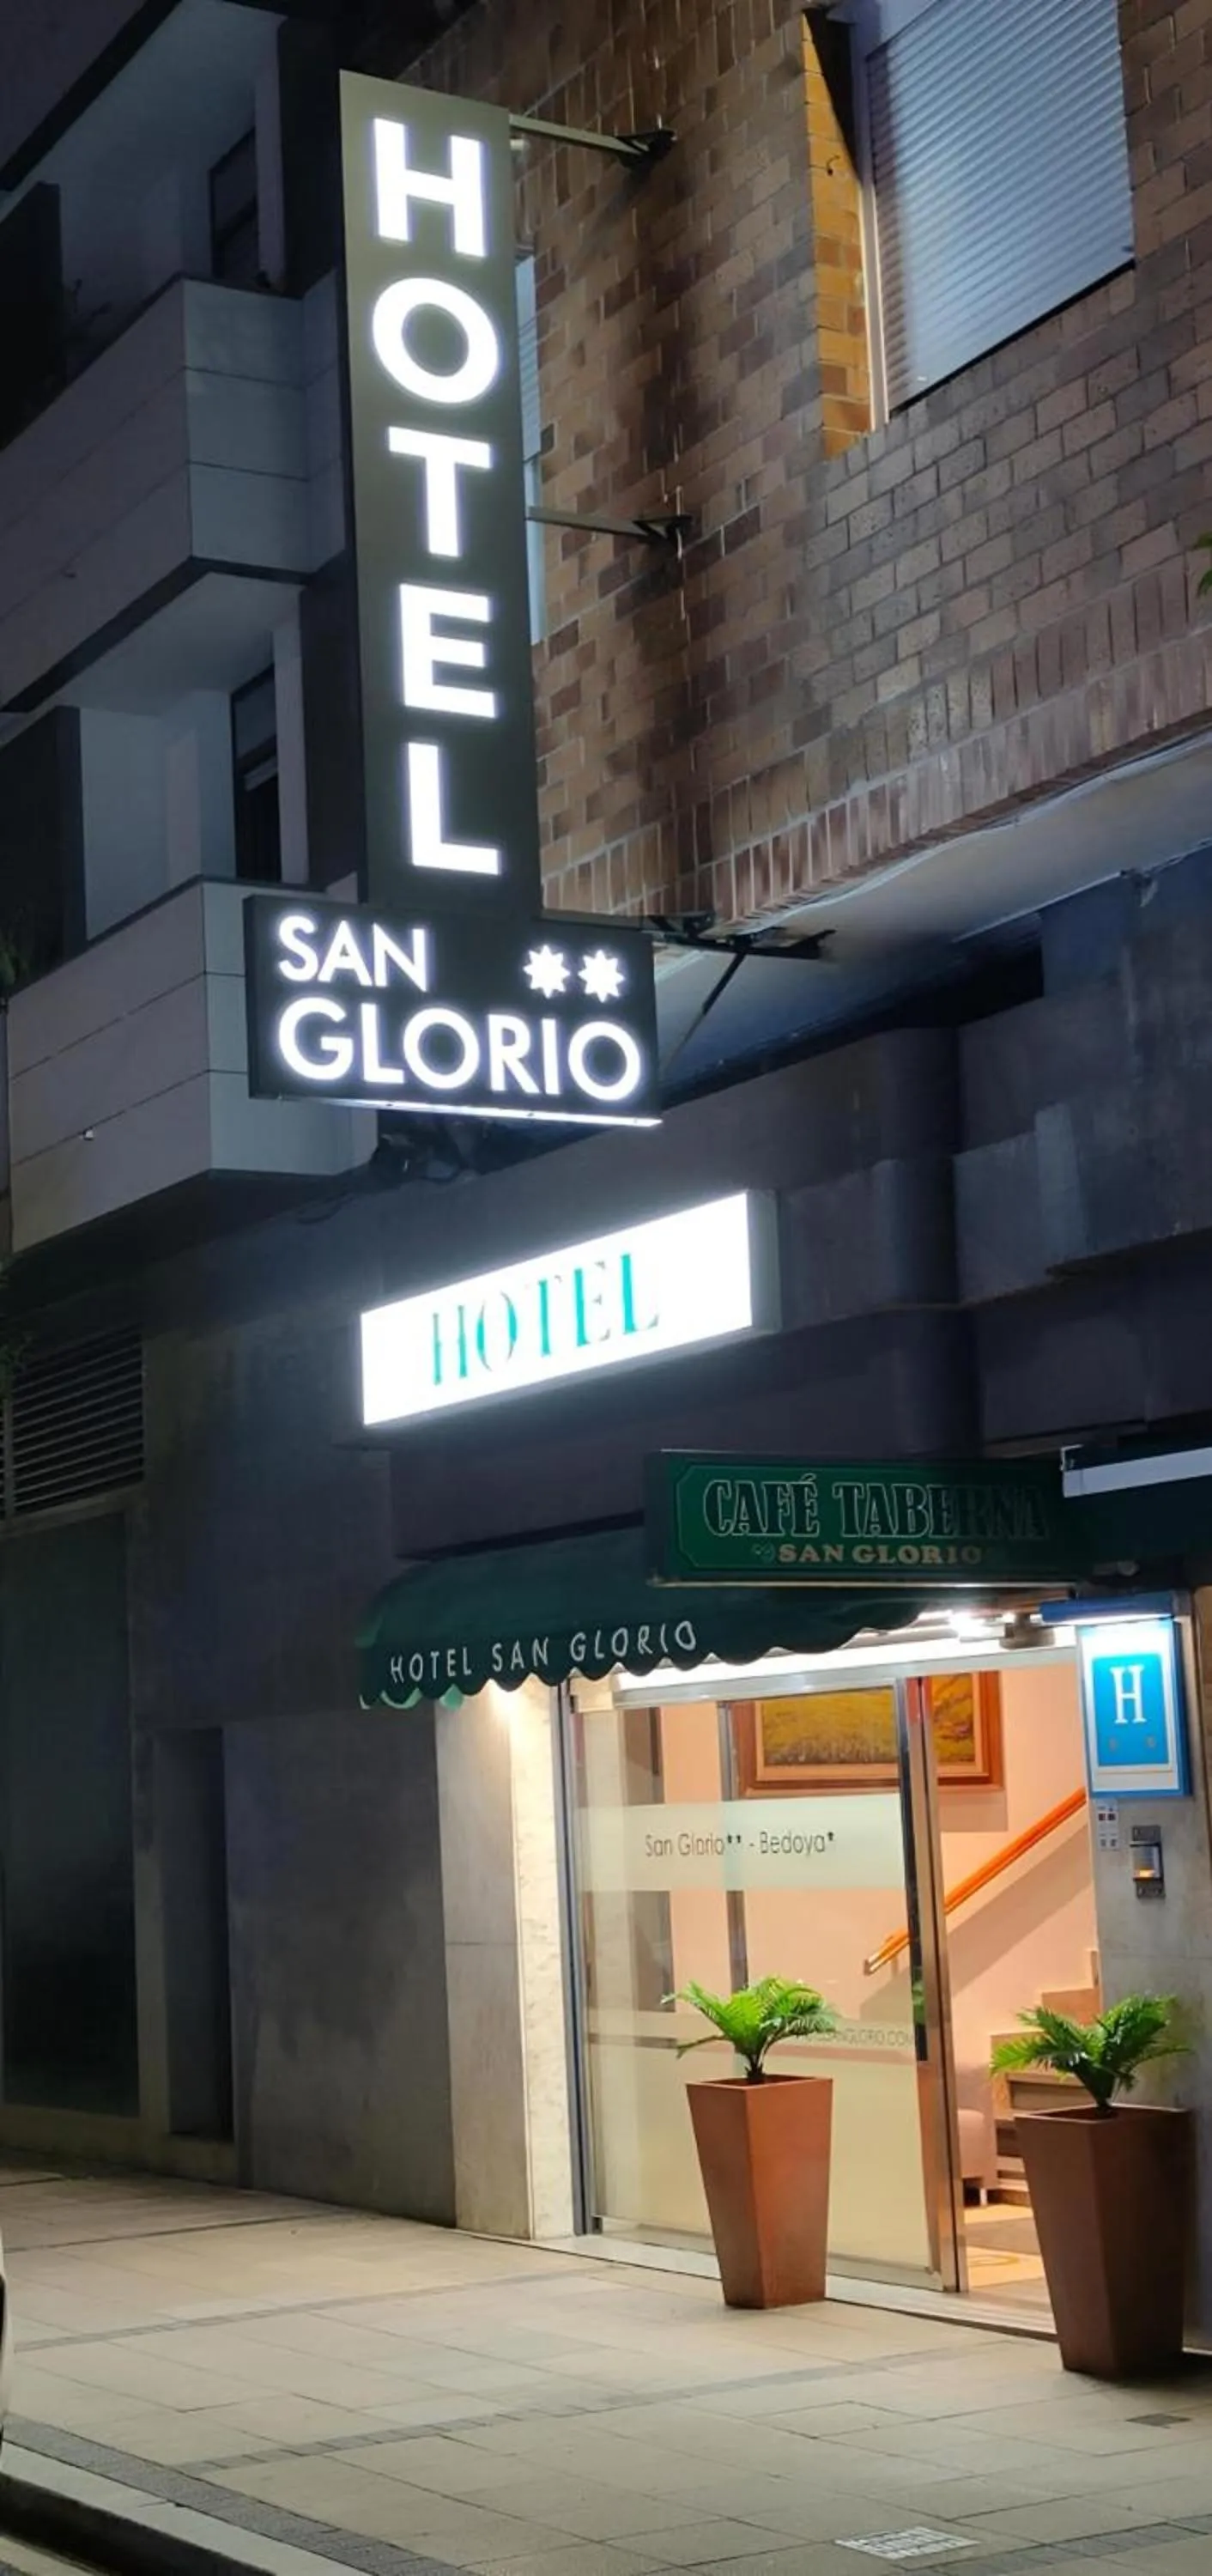 HOTEL
SAN **
GLORIO
HOTEL
CAFÉ TABERNA
SAN GLORIO
HOTEL SAN GLORIO
H
San Glorio** - Bedoya*